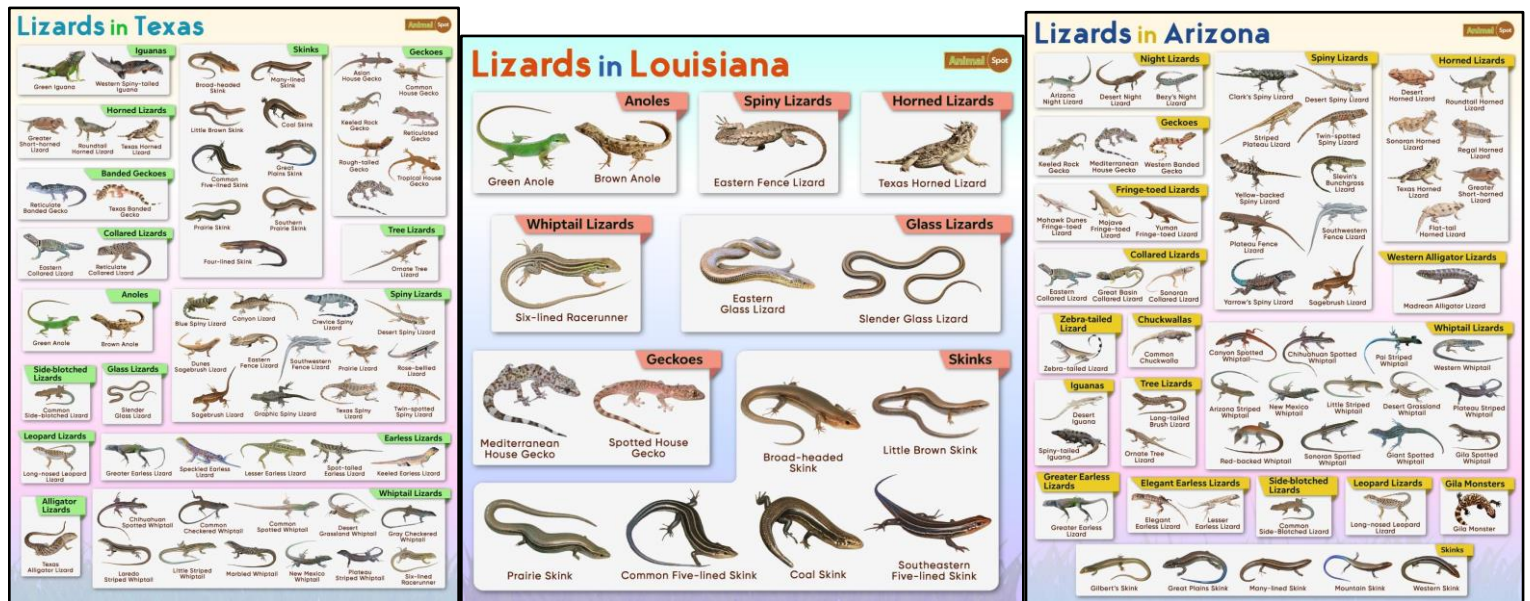 Lizards in Texas
Animal Spot
Iguanas
Green Iguana
Western Spiny-tailed
Iguana
Skinks
Broad-headed
Skink
Many-lined
Skink
Little Brown Skink
Coal Skink
Common
Five-lined Skink
Great
Plains Skink
Prairie Skink
Southern
Prairie Skink
Four-lined Skink
Geckoes
Asian
House Gecko
Common
House Gecko
Keeled Rock
Gecko
Reticulated
Gecko
Rough-tailed
Gecko
Tropical House
Gecko
Horned Lizards
Greater
Short-horned
Lizard
Roundtail
Horned Lizard
Texas Horned
Lizard
Banded Geckoes
Reticulate
Banded Gecko
Texas Banded
Gecko
Collared Lizards
Eastern
Collared Lizard
Reticulate
Collared Lizard
Tree Lizards
Ornate Tree
Lizard
Anoles
Green Anole
Brown Anole
Spiny Lizards
Blue Spiny Lizard
Canyon Lizard
Crevice Spiny
Lizard
Desert Spiny Lizard
Dunes
Sagebrush Lizard
Eastern
Fence Lizard
Southwestern
Fence Lizard
Prairie Lizard
Rose-bellied
Lizard
Sagebrush Lizard
Graphic Spiny Lizard
Texas Spiny
Lizard
Twin-spotted
Spiny Lizard
Side-blotched
Lizards
Common
Side-blotched Lizard
Glass Lizards
Slender
Glass Lizard
Leopard Lizards
Long-nosed Leopard
Lizard
Earless Lizards
Greater Earless Lizard
Speckled Earless
Lizard
Lesser Earless Lizard
Spot-tailed
Earless Lizard
Keeled Earless
Lizard
Alligator
Lizards
Texas
Alligator Lizard
Whiptail Lizards
Chihuahuan
Spotted Whiptail
Common
Checkered Whiptail
Common
Spotted Whiptail
Desert
Grassland Whiptail
Gray Checkered
Whiptail
Laredo
Striped Whiptail
Little Striped
Whiptail
Marbled Whiptail
New Mexico
Whiptail
Plateau
Striped Whiptail
Six-lined
Racerunner
Lizards in Louisiana
Animal Spot
Anoles
Green Anole
Brown Anole
Spiny Lizards
Eastern Fence Lizard
Horned Lizards
Texas Horned Lizard
Whiptail Lizards
Six-lined Racerunner
Glass Lizards
Eastern
Glass Lizard
Slender Glass Lizard
Geckoes
Mediterranean
House Gecko
Spotted House
Gecko
Skinks
Broad-headed
Skink
Little Brown Skink
Prairie Skink
Common Five-lined Skink
Coal Skink
Southeastern
Five-lined Skink
Lizards in Arizona
Animal Spot
Night Lizards
Arizona
Night Lizard
Desert Night
Lizard
Bezy's Night
Lizard
Spiny Lizards
Clark's Spiny Lizard
Desert Spiny Lizard
Striped
Plateau Lizard
Twin-spotted
Spiny Lizard
Yellow-backed
Spiny Lizard
Slevin's
Bunchgrass
Lizard
Plateau Fence
Lizard
Southwestern
Fence Lizard
Yarrow's Spiny Lizard
Sagebrush Lizard
Horned Lizards
Desert
Horned Lizard
Roundtail Horned
Lizard
Sonoran Horned
Lizard
Regal Horned
Lizard
Texas Horned
Lizard
Greater
Short-horned
Lizard
Flat-tail
Horned Lizard
Geckoes
Keeled Rock
Gecko
Mediterranean
House Gecko
Western Banded
Gecko
Fringe-toed Lizards
Mohawk Dunes
Fringe-toed
Lizard
Mojave
Fringe-toed
Lizard
Yuman
Fringe-toed Lizard
Collared Lizards
Eastern
Collared Lizard
Great Basin
Collared Lizard
Sonoran
Collared Lizard
Western Alligator Lizards
Madrean Alligator Lizard
Zebra-tailed
Lizard
Zebra-tailed Lizard
Chuckwallas
Common
Chuckwalla
Whiptail Lizards
Canyon Spotted
Whiptail
Chihuahuan Spotted
Whiptail
Pai Striped
Whiptail
Western Whiptail
Arizona Striped
Whiptail
New Mexico
Whiptail
Little Striped
Whiptail
Desert Grassland
Whiptail
Plateau Striped
Whiptail
Red-backed Whiptail
Sonoran Spotted
Whiptail
Giant Spotted
Whiptail
Gila Spotted
Whiptail
Iguanas
Desert
Iguana
Spiny-tailed
Iguana
Tree Lizards
Long-tailed
Brush Lizard
Ornate Tree
Lizard
Greater Earless
Lizards
Greater Earless
Lizard
Elegant Earless Lizards
Elegant
Earless Lizard
Lesser
Earless Lizard
Side-blotched
Lizards
Common
Side-Blotched Lizard
Leopard Lizards
Long-nosed Leopard
Lizard
Gila Monsters
Gila Monster
Skinks
Gilbert's Skink
Great Plains Skink
Many-lined Skink
Mountain Skink
Western Skink